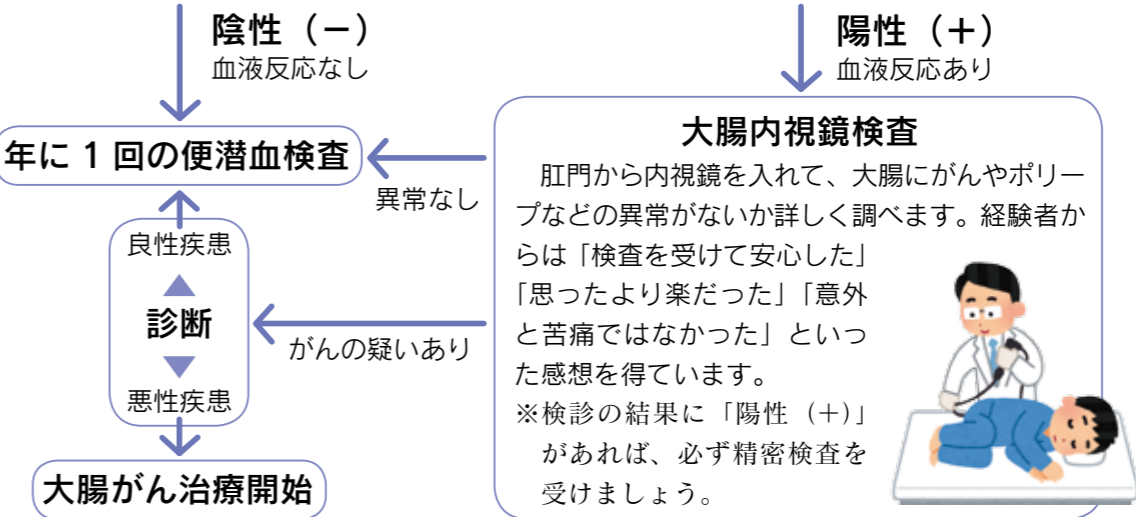 陰性（－）
血液反応なし
陽性（＋）
血液反応あり
年に 1 回の便潜血検査
異常なし
大腸内視鏡検査
肛門から内視鏡を入れて、大腸にがんやポリー
プなどの異常がないか詳しく調べます。経験者か
らは「検査を受けて安心した」
「思ったより楽だった」「意外
と苦痛ではなかった」といっ
た感想を得ています。
※検診の結果に「陽性（＋）」
があれば、必ず精密検査を
受けましょう。
良性疾患
診断
がんの疑いあり
悪性疾患
大腸がん治療開始